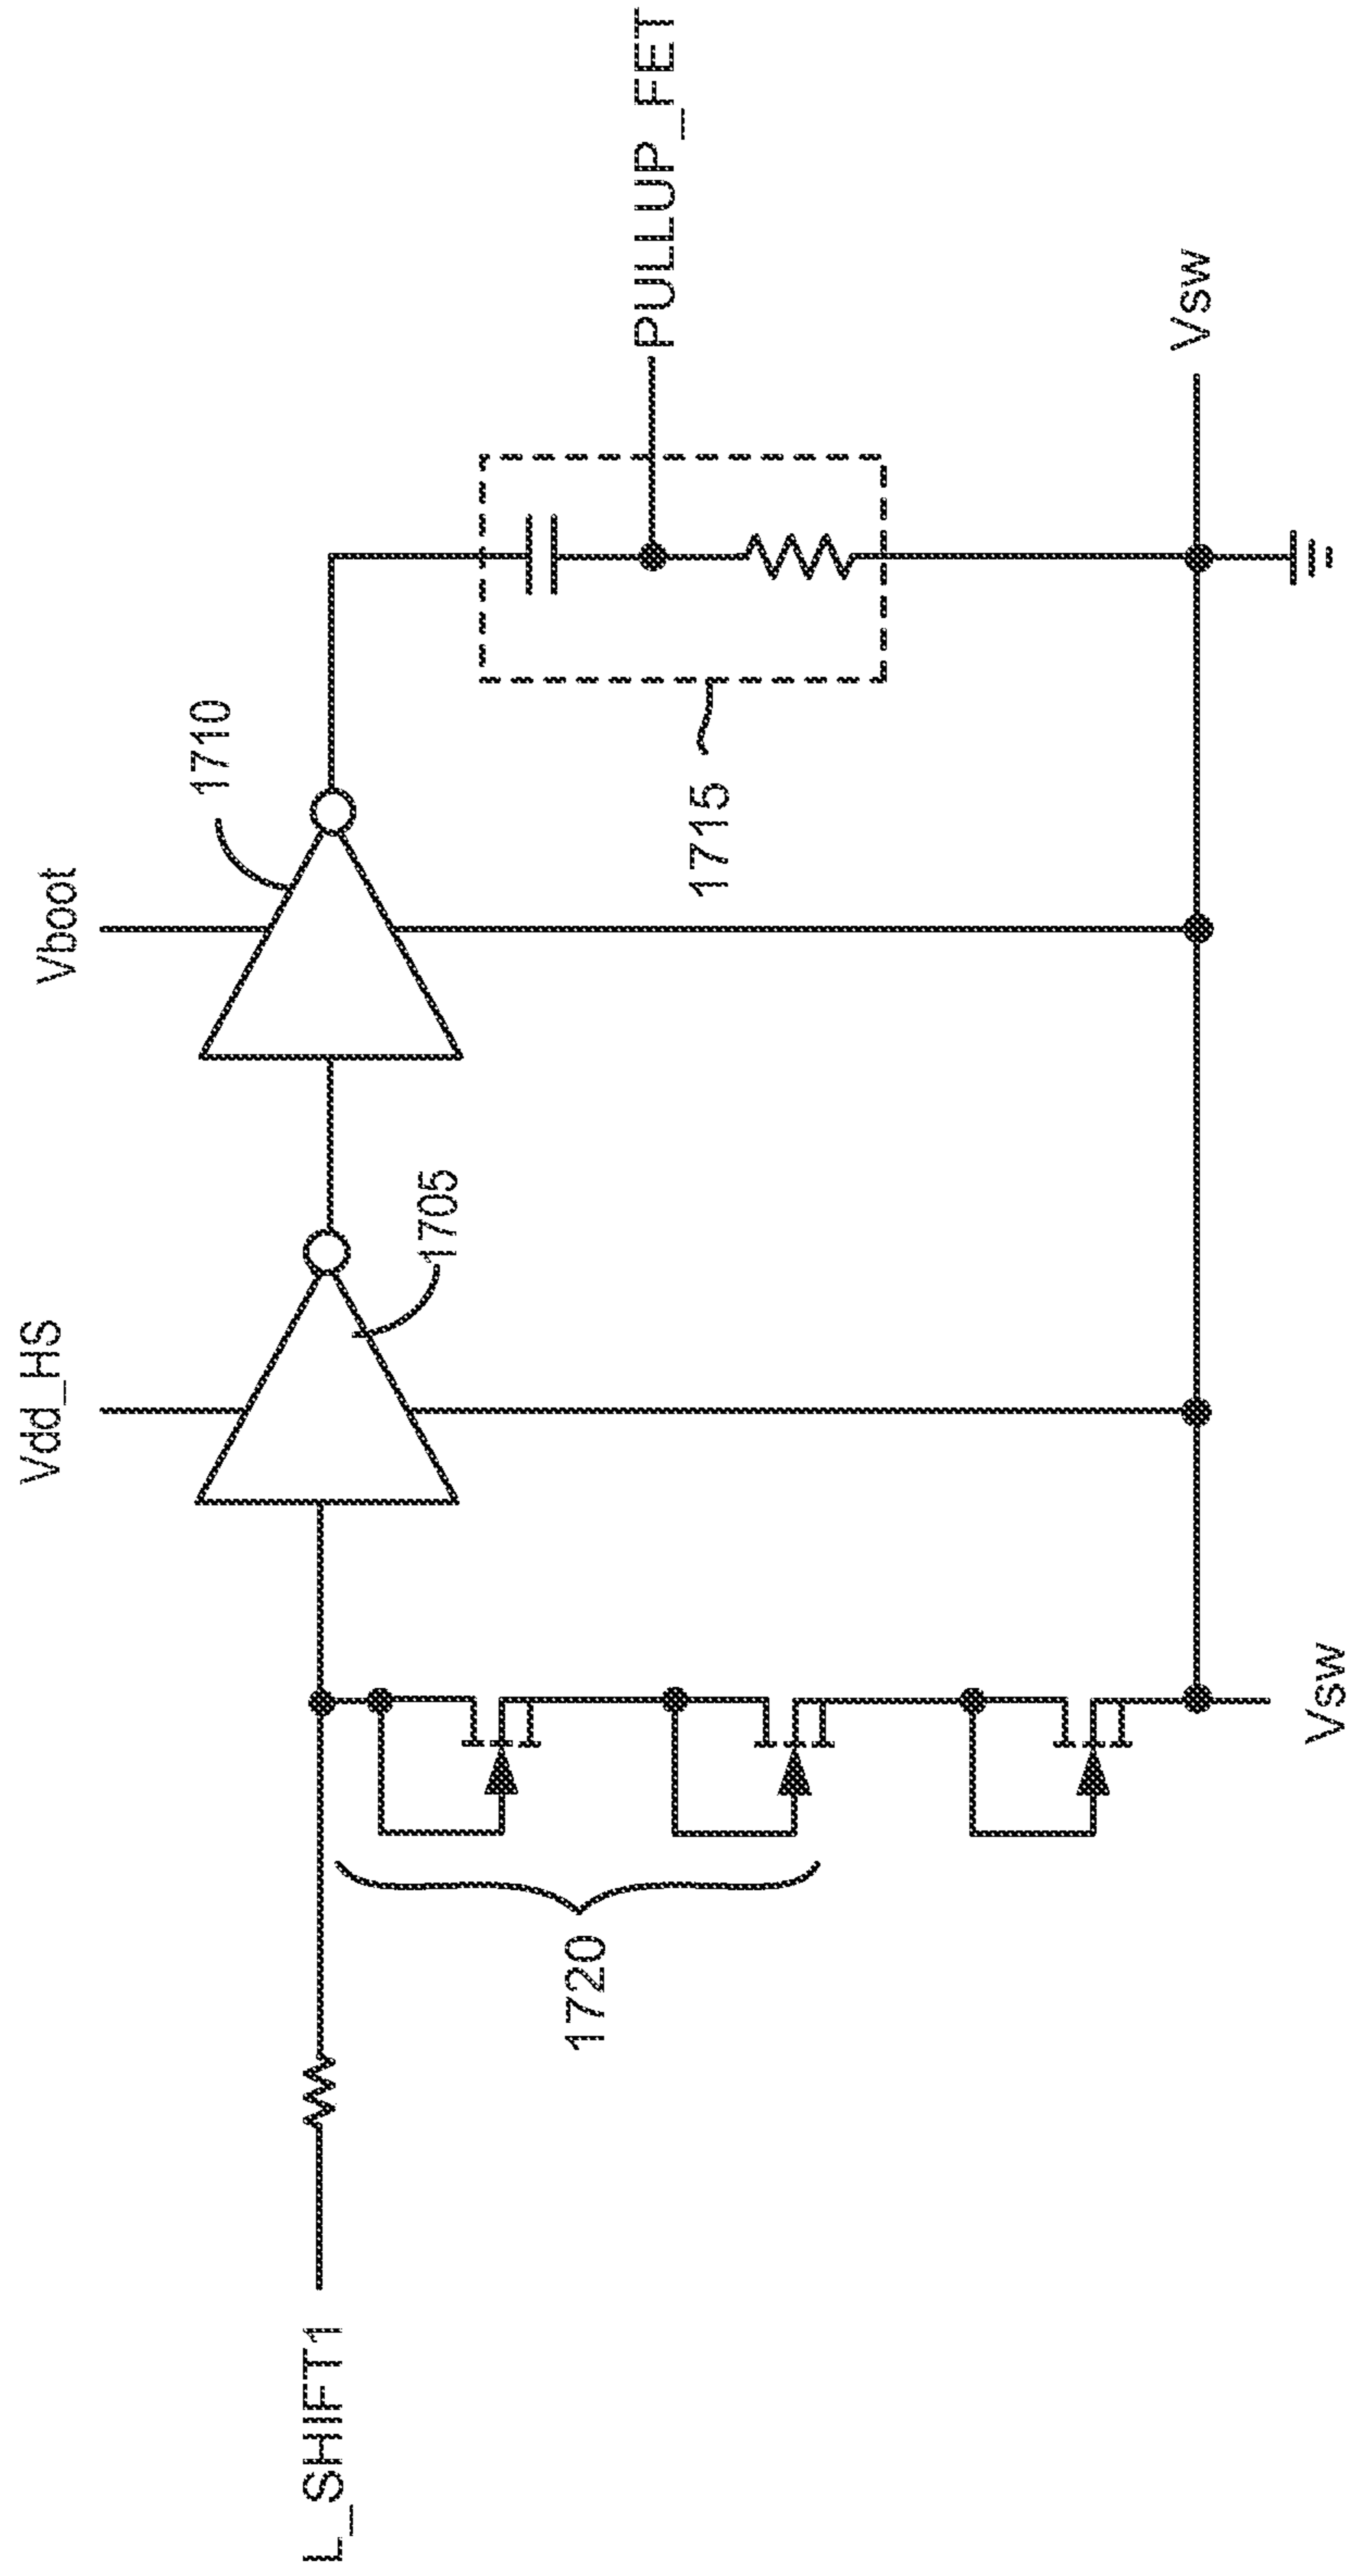 Vdd_HS
Vboot
1710
1705
L_SHIFT1
1720
1715
PULLUP_FET
Vsw
Vsw